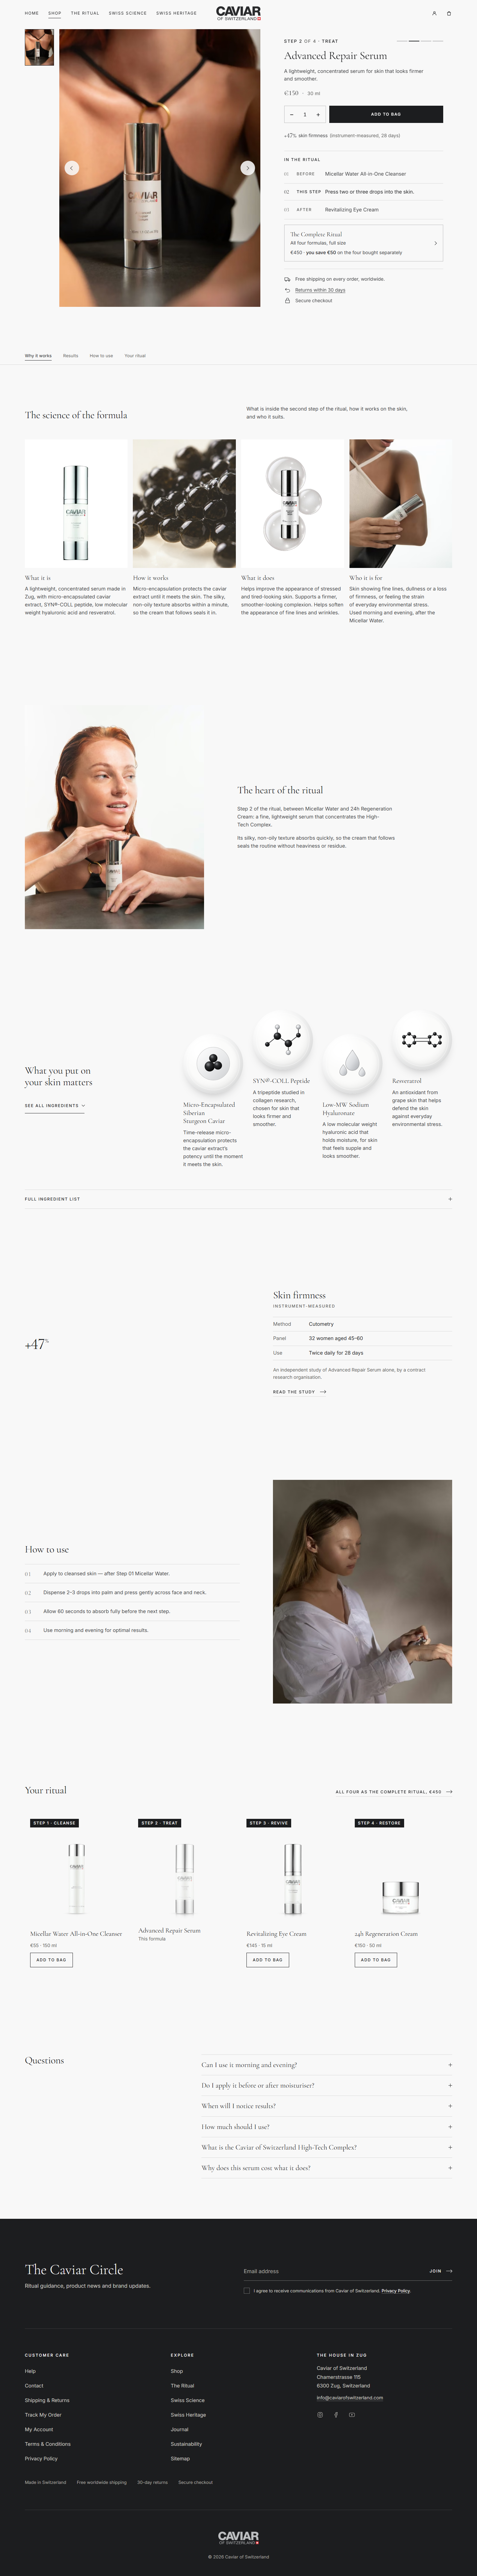 HOME
SHOP
THE RITUAL
SWISS SCIENCE
SWISS HERITAGE
CAVIAR
OF SWITZERLAND
STEP 2 OF 4 · TREAT
Advanced Repair Serum
A lightweight, concentrated serum for skin that looks firmer
and smoother.
€150 · 30 ml
− 1 +
ADD TO BAG
+47% skin firmness (instrument-measured, 28 days)
IN THE RITUAL
01 BEFORE Micellar Water All-in-One Cleanser
02 THIS STEP Press two or three drops into the skin.
03 AFTER Revitalizing Eye Cream
The Complete Ritual
All four formulas, full size
€450 · you save €50 on the four bought separately
Free shipping on every order, worldwide.
Returns within 30 days
Secure checkout
Why it works
Results
How to use
Your ritual
The science of the formula
What is inside the second step of the ritual, how it works on the skin,
and who it suits.
What it is
A lightweight, concentrated serum made in
Zug, with micro-encapsulated caviar
extract, SYN®-COLL peptide, low molecular
weight hyaluronic acid and resveratrol.
How it works
Micro-encapsulation protects the caviar
extract until it meets the skin. The silky,
non-oily texture absorbs within a minute,
so the cream that follows seals it in.
What it does
Helps improve the appearance of stressed
and tired-looking skin. Supports a firmer,
smoother-looking complexion. Helps soften
the appearance of fine lines and wrinkles.
Who it is for
Skin showing fine lines, dullness or a loss
of firmness, or feeling the strain
of everyday environmental stress.
Used morning and evening, after the
Micellar Water.
The heart of the ritual
Step 2 of the ritual, between Micellar Water and 24h Regeneration
Cream: a fine, lightweight serum that concentrates the High-
Tech Complex.
Its silky, non-oily texture absorbs quickly, so the cream that follows
seals the routine without heaviness or residue.
What you put on
your skin matters
SEE ALL INGREDIENTS
Micro-Encapsulated
Siberian
Sturgeon Caviar
Time-release micro-
encapsulation protects
the caviar extract's
potency until the moment
it meets the skin.
SYN®-COLL Peptide
A tripeptide studied in
collagen research,
chosen for skin that
looks firmer and
smoother.
Low-MW Sodium
Hyaluronate
A low molecular weight
hyaluronic acid that
holds moisture, for skin
that feels supple and
looks smoother.
Resveratrol
An antioxidant from
grape skin that helps
defend the skin
against everyday
environmental stress.
FULL INGREDIENT LIST +
+47%
Skin firmness
INSTRUMENT-MEASURED
Method Cutometry
Panel 32 women aged 45–60
Use Twice daily for 28 days
An independent study of Advanced Repair Serum alone, by a contract
research organisation.
READ THE STUDY
How to use
01 Apply to cleansed skin — after Step 01 Micellar Water.
02 Dispense 2–3 drops into palm and press gently across face and neck.
03 Allow 60 seconds to absorb fully before the next step.
04 Use morning and evening for optimal results.
Your ritual
ALL FOUR AS THE COMPLETE RITUAL, €450
STEP 1 · CLEANSE
Micellar Water All-in-One Cleanser
€55 · 150 ml
ADD TO BAG
STEP 2 · TREAT
Advanced Repair Serum
This formula
STEP 3 · REVIVE
Revitalizing Eye Cream
€145 · 15 ml
ADD TO BAG
STEP 4 · RESTORE
24h Regeneration Cream
€150 · 50 ml
ADD TO BAG
Questions
Can I use it morning and evening? +
Do I apply it before or after moisturiser? +
When will I notice results? +
How much should I use? +
What is the Caviar of Switzerland High-Tech Complex? +
Why does this serum cost what it does? +
The Caviar Circle
Ritual guidance, product news and brand updates.
Email address
JOIN
I agree to receive communications from Caviar of Switzerland. Privacy Policy.
CUSTOMER CARE
Help
Contact
Shipping & Returns
Track My Order
My Account
Terms & Conditions
Privacy Policy
EXPLORE
Shop
The Ritual
Swiss Science
Swiss Heritage
Journal
Sustainability
Sitemap
THE HOUSE IN ZUG
Caviar of Switzerland
Chamerstrasse 115
6300 Zug, Switzerland
info@caviarofswitzerland.com
Made in Switzerland
Free worldwide shipping
30-day returns
Secure checkout
CAVIAR
OF SWITZERLAND
© 2026 Caviar of Switzerland